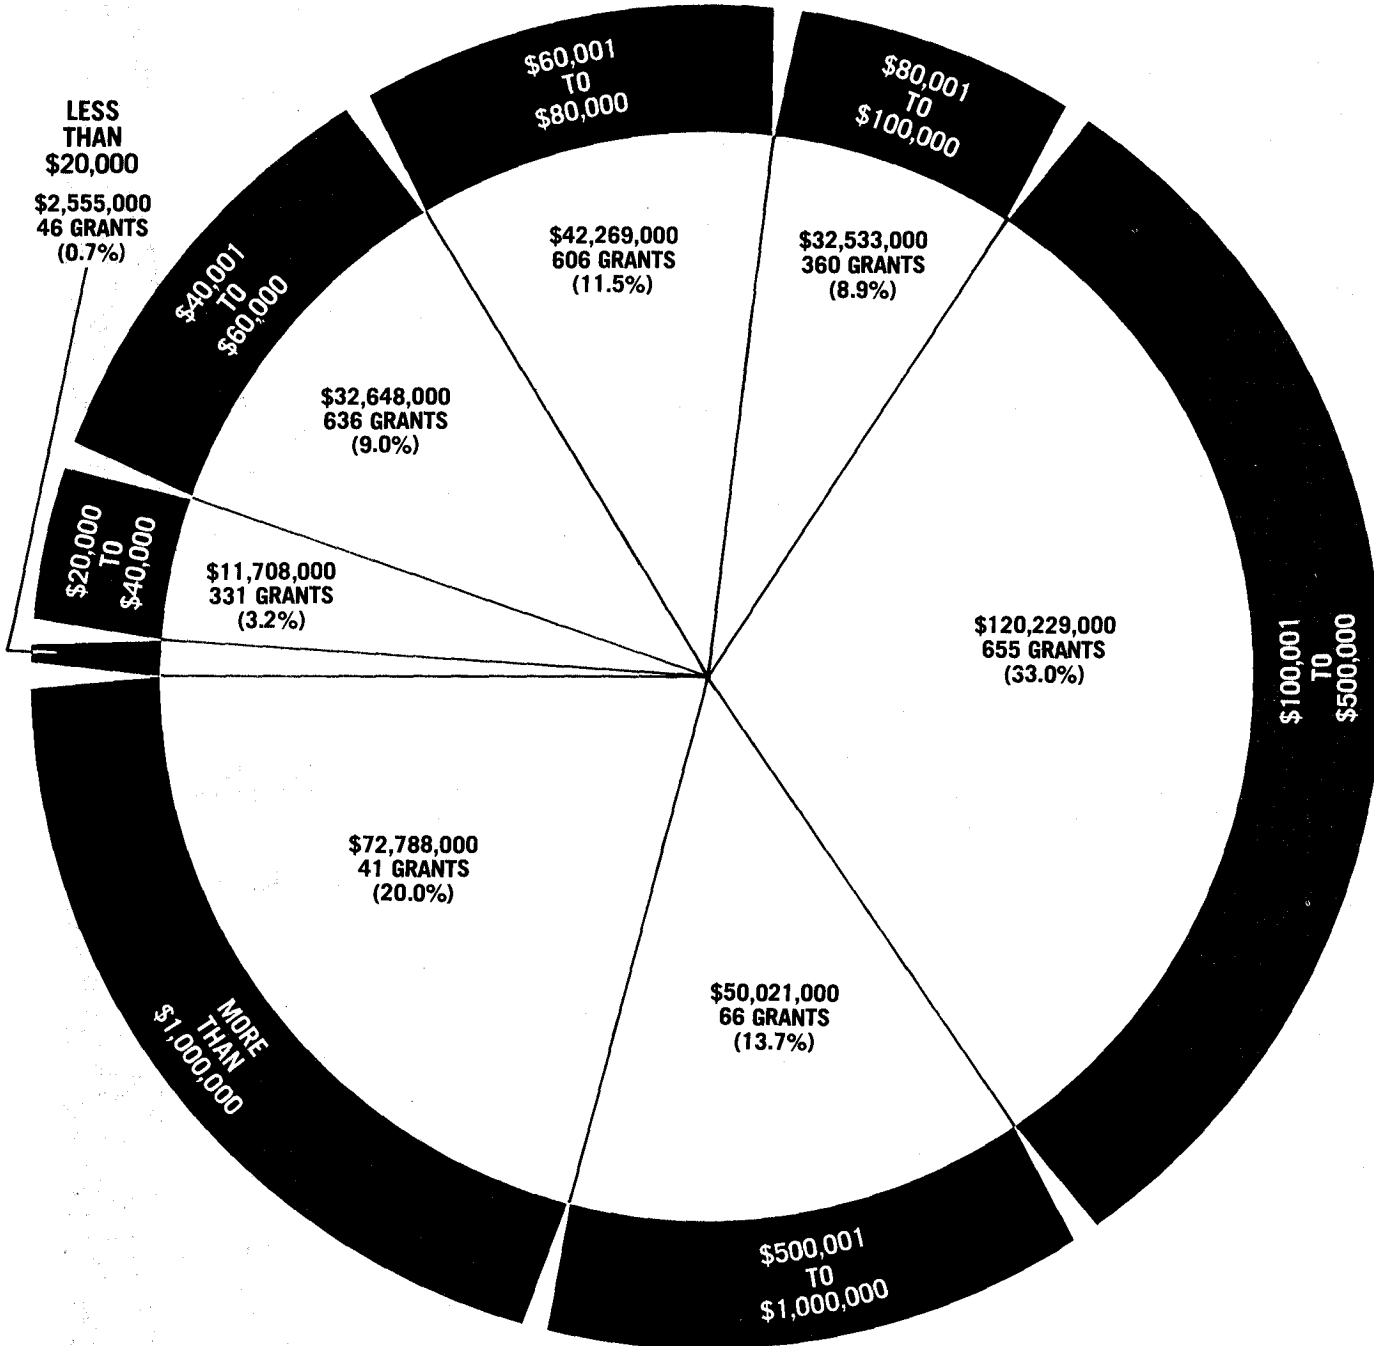 $60,001
TO
$80,000
$80,001
TO
$100,000
LESS
THAN
$20,000
$2,555,000
46 GRANTS
(0.7%)
$40,001
TO
$60,000
$42,269,000
606 GRANTS
(11.5%)
$32,533,000
360 GRANTS
(8.9%)
$32,648,000
636 GRANTS
(9.0%)
$20,000
TO
$40,000
$11,708,000
331 GRANTS
(3.2%)
$120,229,000
655 GRANTS
(33.0%)
$100,001
TO
$500,000
$72,788,000
41 GRANTS
(20.0%)
$50,021,000
66 GRANTS
(13.7%)
MORE
THAN
$1,000,000
$500,001
TO
$1,000,000